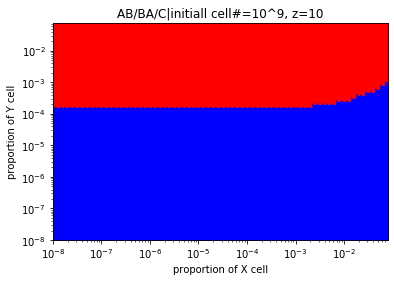 AB/BA/C|initiall cell#=10^9, z=10
proportion of Y cell
10⁻²
10⁻³
10⁻⁴
10⁻⁵
10⁻⁶
10⁻⁷
10⁻⁸
10⁻⁸ 10⁻⁷ 10⁻⁶ 10⁻⁵ 10⁻⁴ 10⁻³ 10⁻²
proportion of X cell